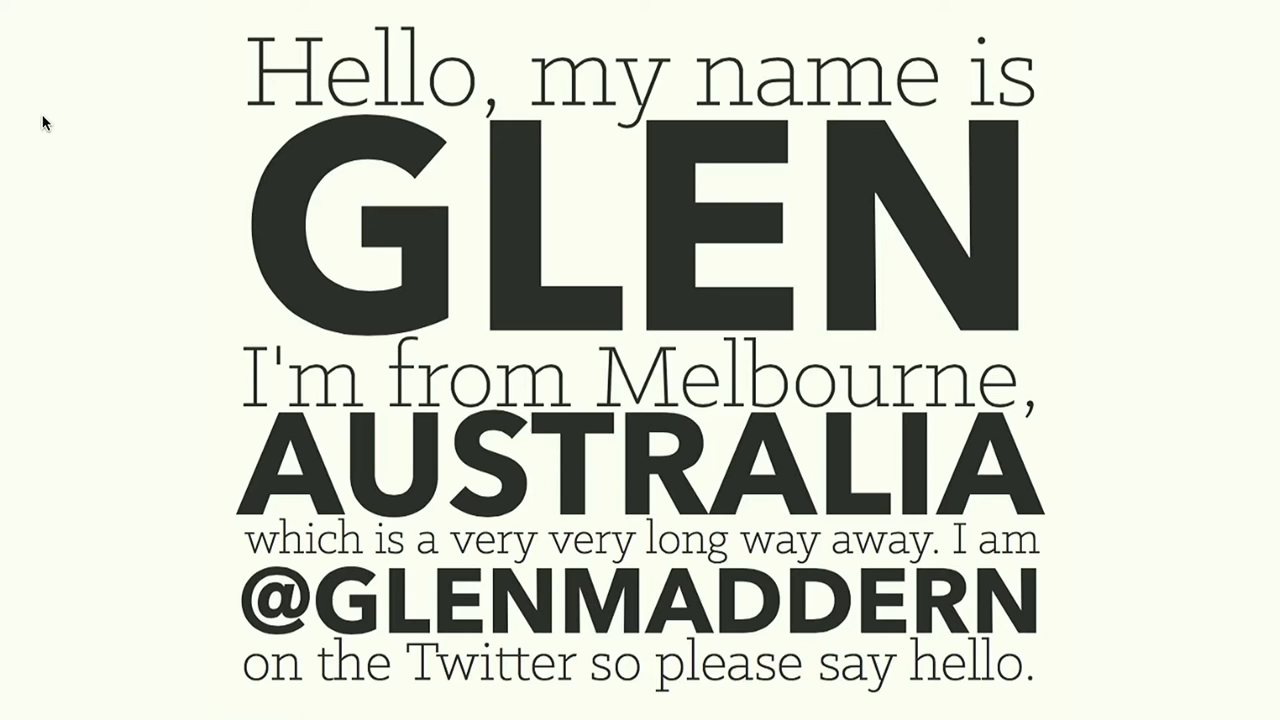 Hello, my name is
GLEN
I'm from Melbourne,
AUSTRALIA
which is a very very long way away. I am
@GLENMADDERN
on the Twitter so please say hello.